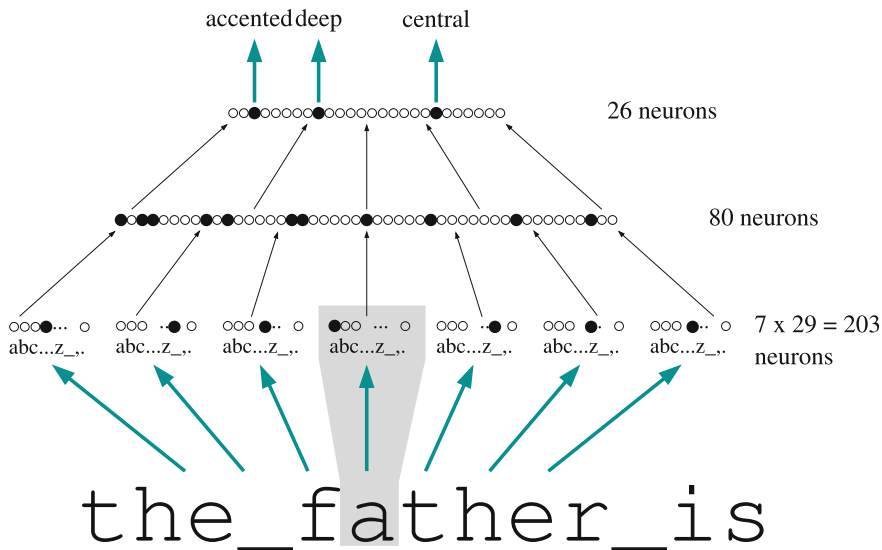 accented deep central
26 neurons
80 neurons
7 x 29 = 203
neurons
abc...z_,. abc...z_,. abc...z_,. abc...z_,. abc...z_,. abc...z_,. abc...z_,.
the_father_is